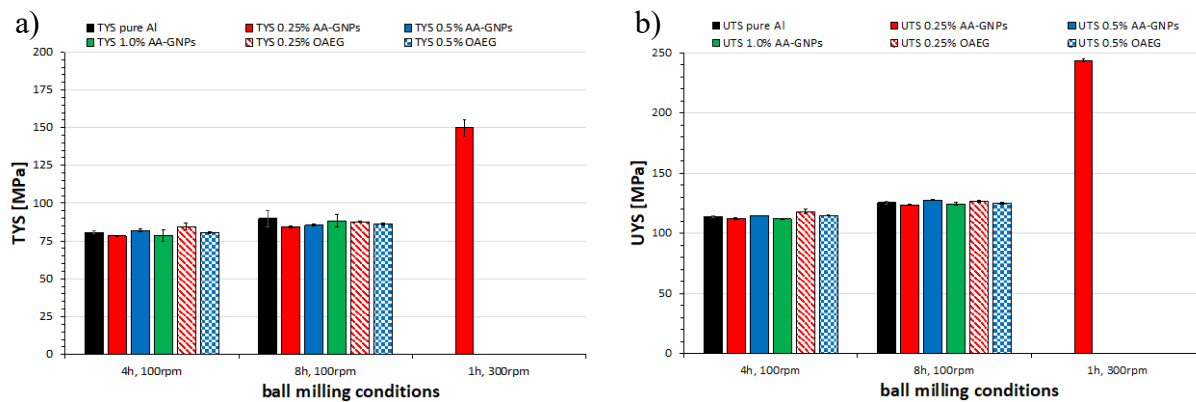 a)
TYS pure Al TYS 0.25% AA-GNPs TYS 0.5% AA-GNPs
TYS 1.0% AA-GNPs TYS 0.25% OAEG TYS 0.5% OAEG
200
175
150
125
100
75
50
25
0
TYS [MPa]
4h, 100rpm 8h, 100rpm 1h, 300rpm
ball milling conditions
b)
UTS pure Al UTS 0.25% AA-GNPs UTS 0.5% AA-GNPs
UTS 1.0% AA-GNPs UTS 0.25% OAEG UTS 0.5% OAEG
250
200
150
100
50
0
UYS [MPa]
4h, 100rpm 8h, 100rpm 1h, 300rpm
ball milling conditions